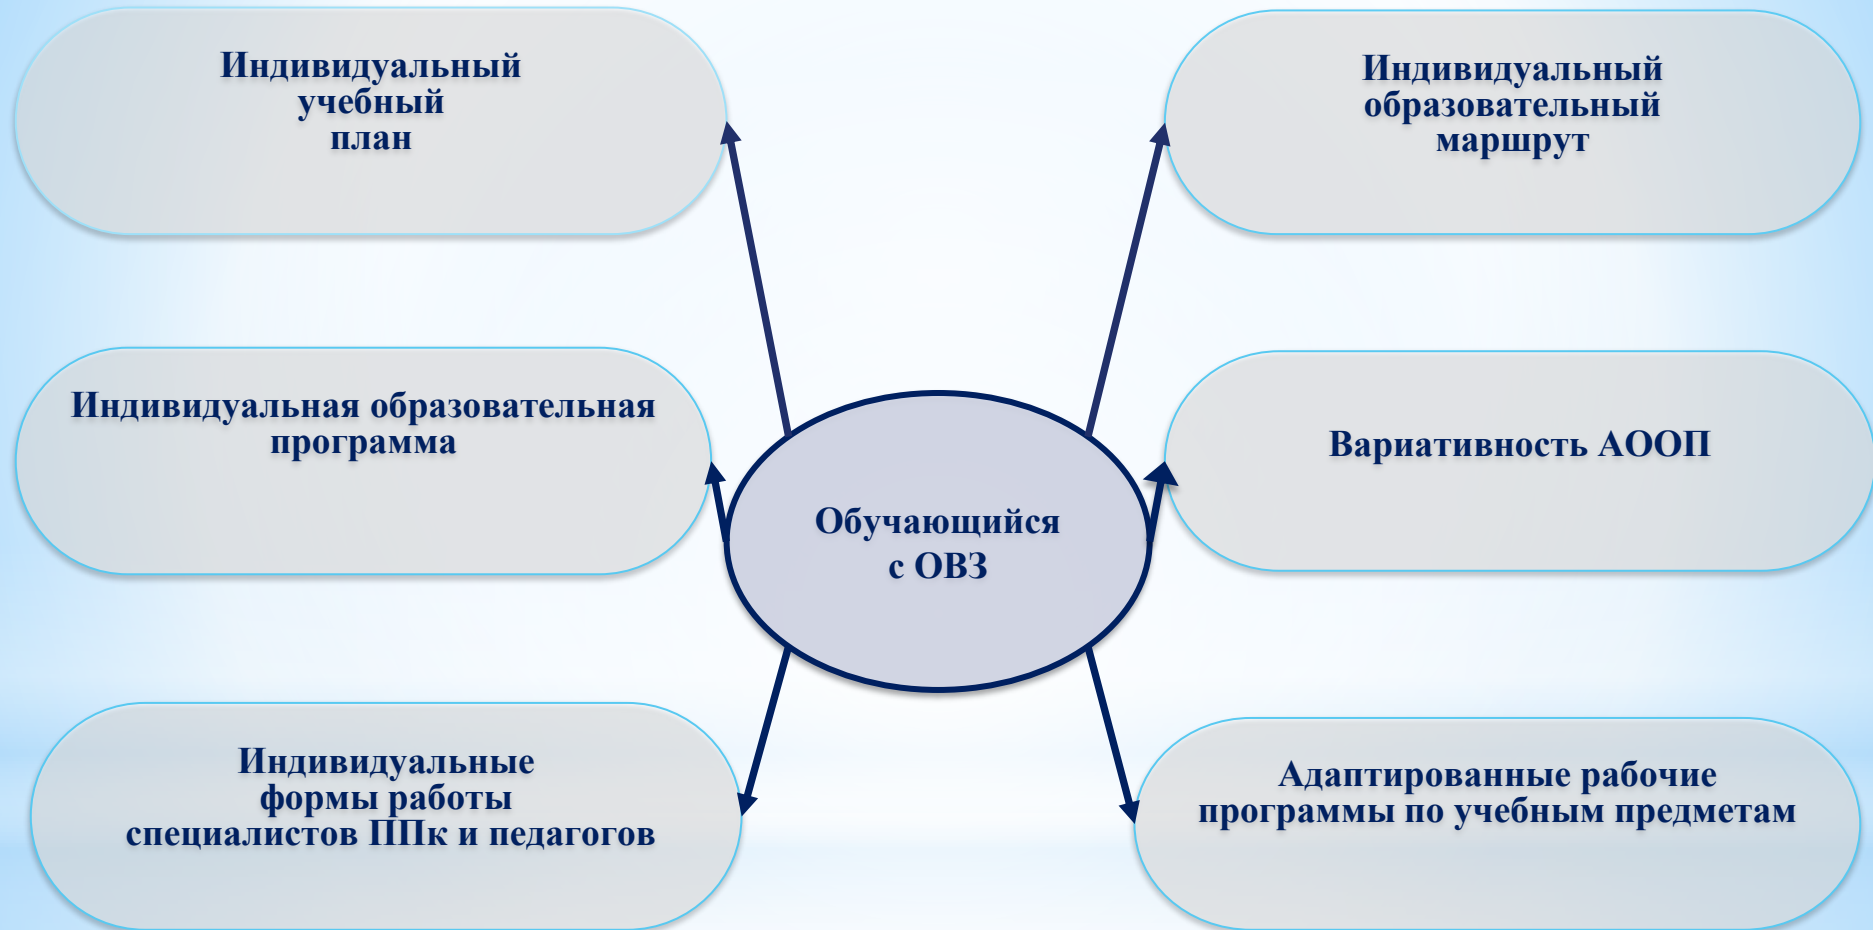 Индивидуальный
учебный
план
Индивидуальный
образовательный
маршрут
Индивидуальная образовательная
программа
Вариативность АООП
Обучающийся
с ОВЗ
Индивидуальные
формы работы
специалистов ППк и педагогов
Адаптированные рабочие
программы по учебным предметам